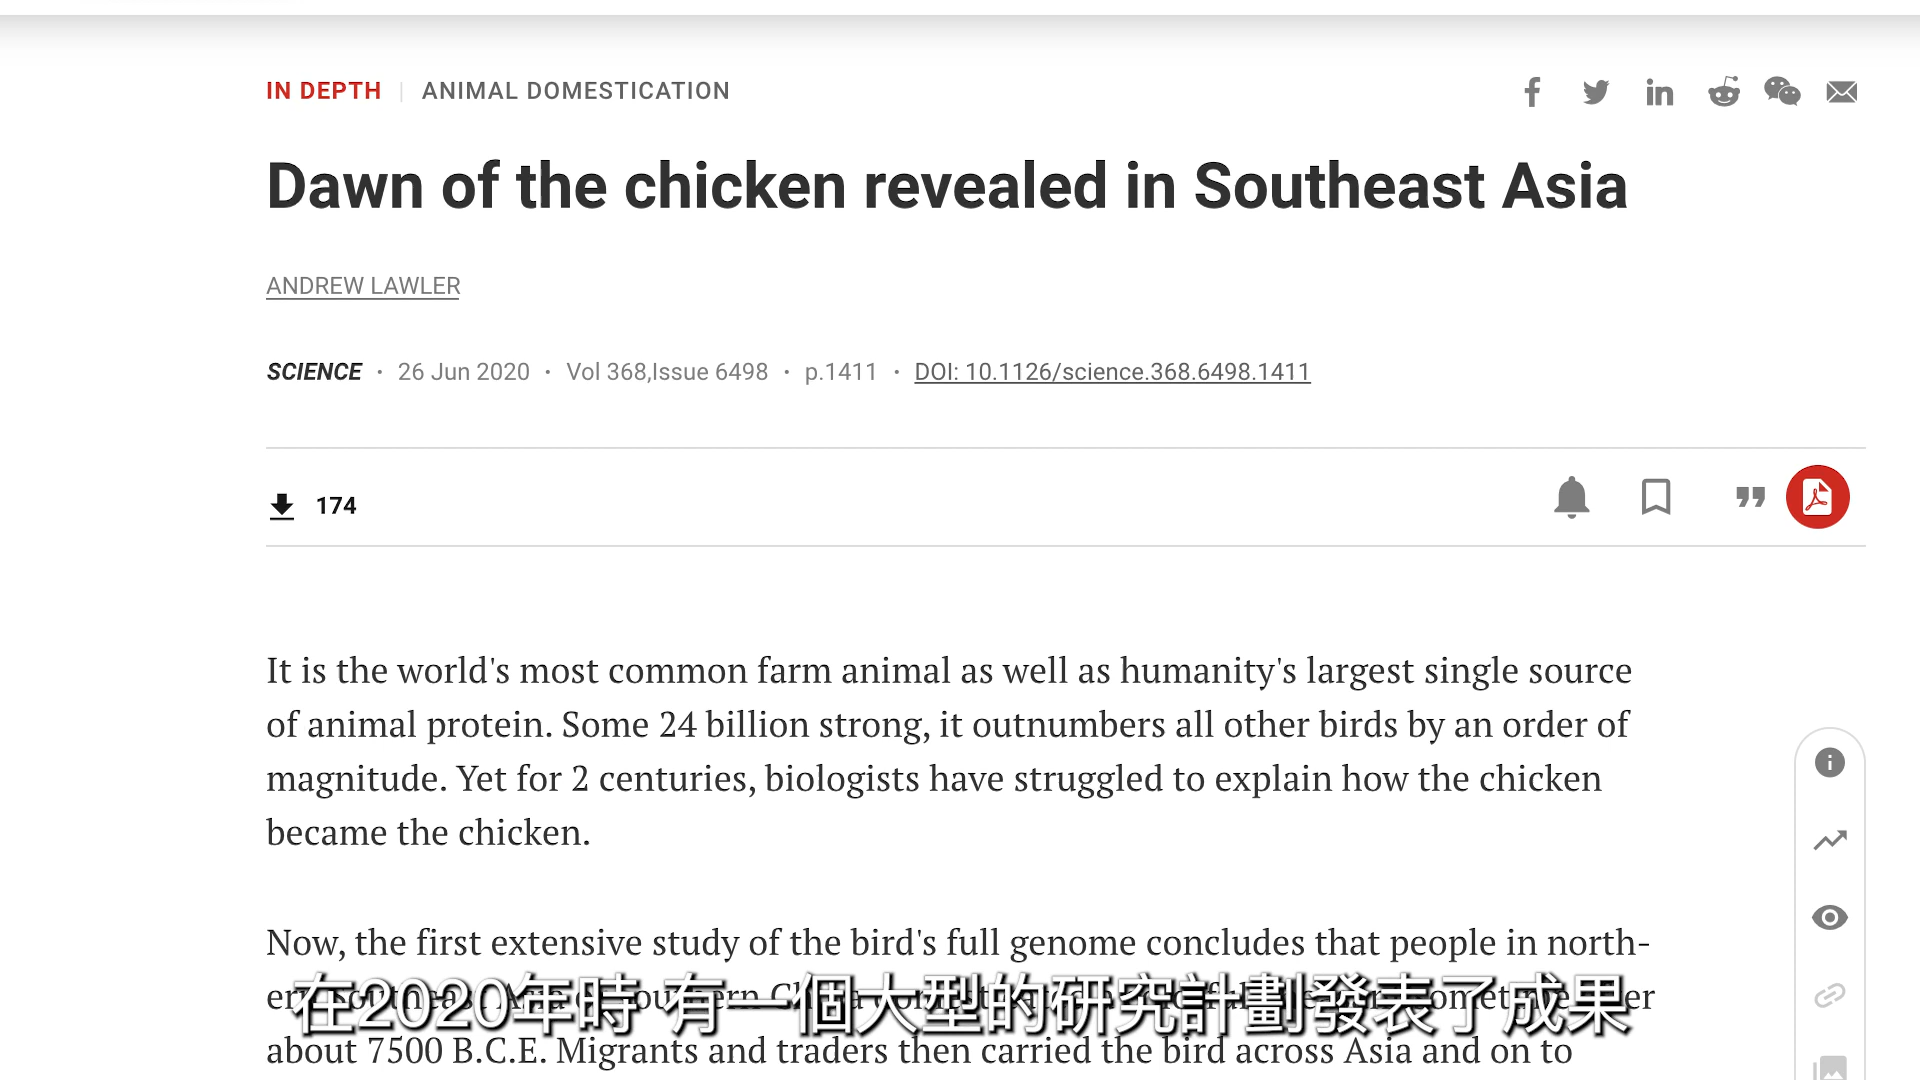 IN DEPTH | ANIMAL DOMESTICATION
Dawn of the chicken revealed in Southeast Asia
ANDREW LAWLER
SCIENCE • 26 Jun 2020 • Vol 368,Issue 6498 • p.1411 • DOI: 10.1126/science.368.6498.1411
174
It is the world's most common farm animal as well as humanity's largest single source
of animal protein. Some 24 billion strong, it outnumbers all other birds by an order of
magnitude. Yet for 2 centuries, biologists have struggled to explain how the chicken
became the chicken.
Now, the first extensive study of the bird's full genome concludes that people in north-
在2020年時 有一個大型的研究計劃發表了成果
about 7500 B.C.E. Migrants and traders then carried the bird across Asia and on to